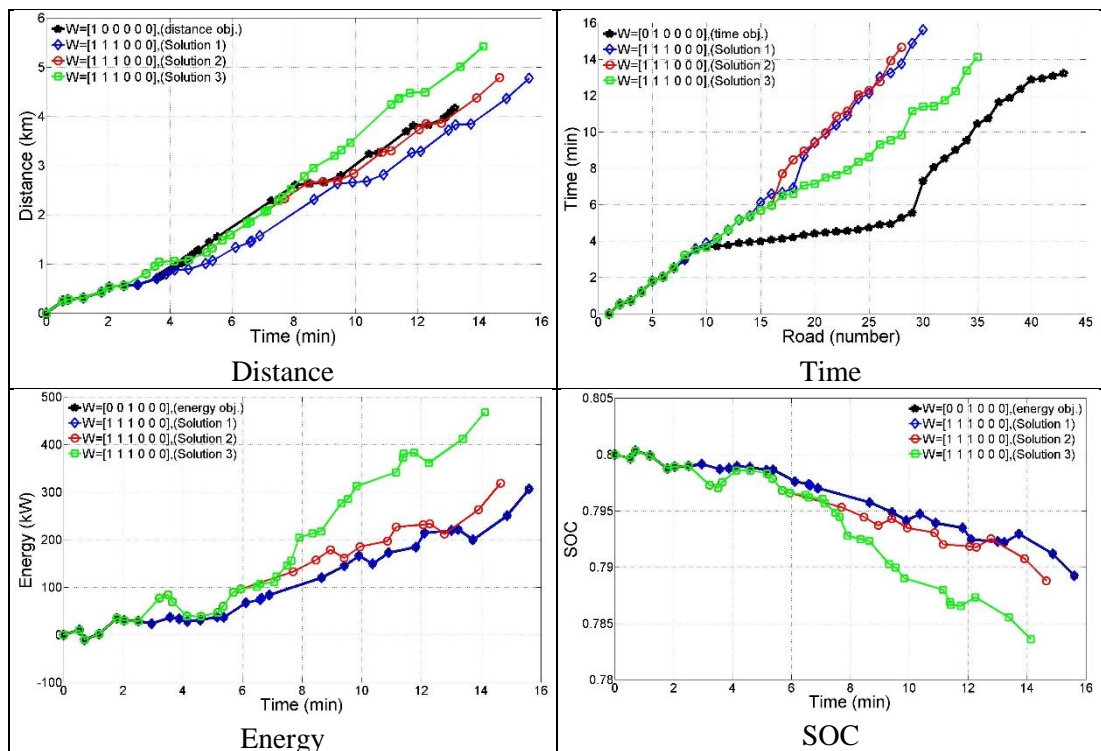 W=[1 0 0 0 0 0],(distance obj.)
W=[1 1 1 0 0 0],(Solution 1)
W=[1 1 1 0 0 0],(Solution 2)
W=[1 1 1 0 0 0],(Solution 3)
Distance (km)
6
5
4
3
2
1
0
0 2 4 6 8 10 12 14 16
Time (min)
Distance
W=[0 1 0 0 0 0],(time obj.)
W=[1 1 1 0 0 0],(Solution 1)
W=[1 1 1 0 0 0],(Solution 2)
W=[1 1 1 0 0 0],(Solution 3)
Time (min)
16
14
12
10
8
6
4
2
0
0 5 10 15 20 25 30 35 40 45
Road (number)
Time
W=[0 0 1 0 0 0],(energy obj.)
W=[1 1 1 0 0 0],(Solution 1)
W=[1 1 1 0 0 0],(Solution 2)
W=[1 1 1 0 0 0],(Solution 3)
Energy (kW)
500
400
300
200
100
0
-100
0 2 4 6 8 10 12 14 16
Time (min)
Energy
W=[0 0 1 0 0 0],(energy obj.)
W=[1 1 1 0 0 0],(Solution 1)
W=[1 1 1 0 0 0],(Solution 2)
W=[1 1 1 0 0 0],(Solution 3)
SOC
0.805
0.8
0.795
0.79
0.785
0.78
0 2 4 6 8 10 12 14 16
Time (min)
SOC